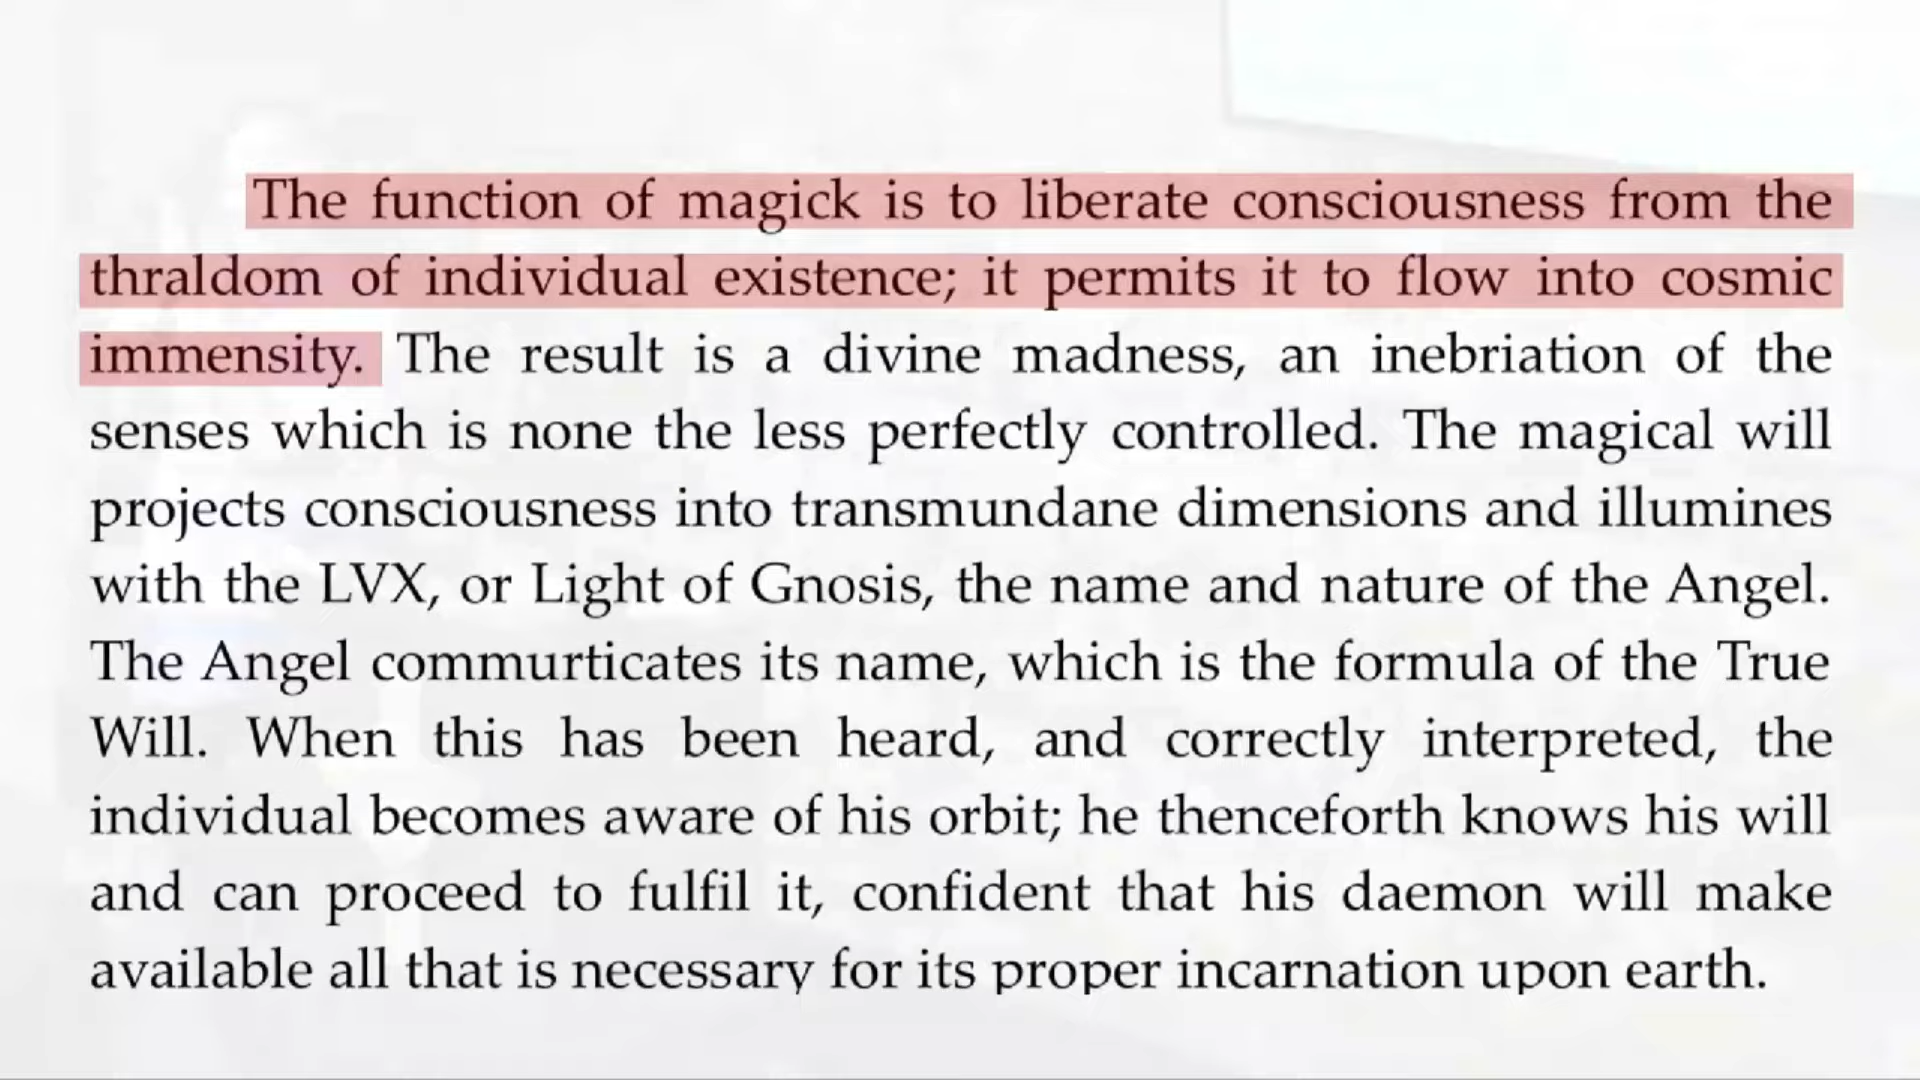 The function of magick is to liberate consciousness from the
thraldom of individual existence; it permits it to flow into cosmic
immensity. The result is a divine madness, an inebriation of the
senses which is none the less perfectly controlled. The magical will
projects consciousness into transmundane dimensions and illumines
with the LVX, or Light of Gnosis, the name and nature of the Angel.
The Angel commurticates its name, which is the formula of the True
Will. When this has been heard, and correctly interpreted, the
individual becomes aware of his orbit; he thenceforth knows his will
and can proceed to fulfil it, confident that his daemon will make
available all that is necessary for its proper incarnation upon earth.